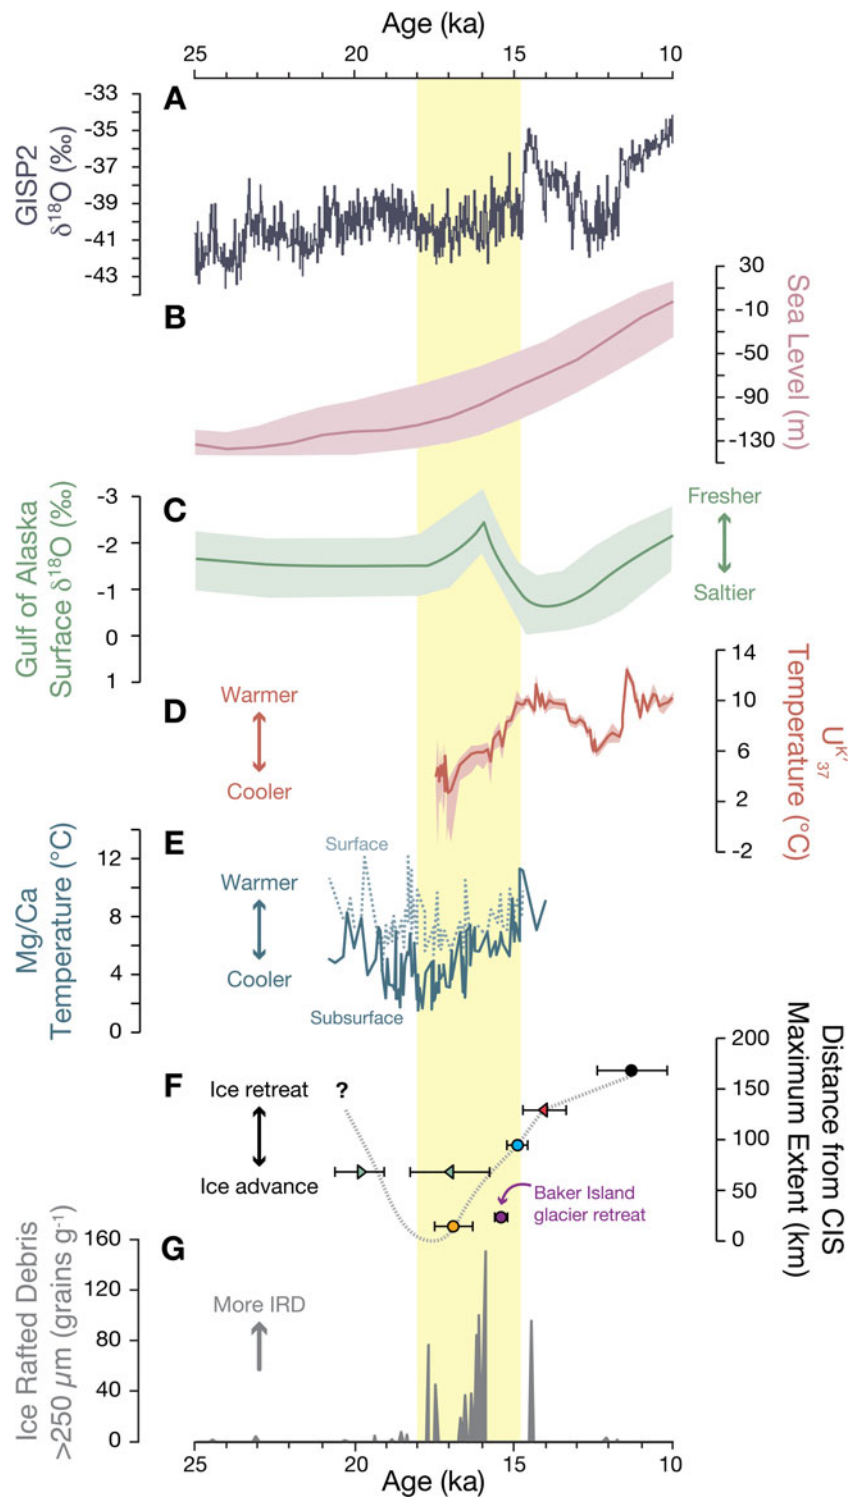 Age (ka)
25 20 15 10
A
-33
-35
-37
-39
-41
-43
GISP2
δ¹⁸O (‰)
B
30
-10
-50
-90
-130
Sea Level (m)
C
-3
-2
-1
0
1
Gulf of Alaska
Surface δ¹⁸O (‰)
Fresher
Saltier
D
Warmer
Cooler
14
10
6
2
-2
U³⁷ᴷ′
Temperature (°C)
E
12
8
4
0
Mg/Ca
Temperature (°C)
Warmer
Cooler
Surface
Subsurface
F
Ice retreat
Ice advance
?
Baker Island
glacier retreat
200
150
100
50
0
Distance from CIS
Maximum Extent (km)
G
160
120
80
40
0
Ice Rafted Debris
>250 µm (grains g⁻¹)
More IRD
25 20 15 10
Age (ka)